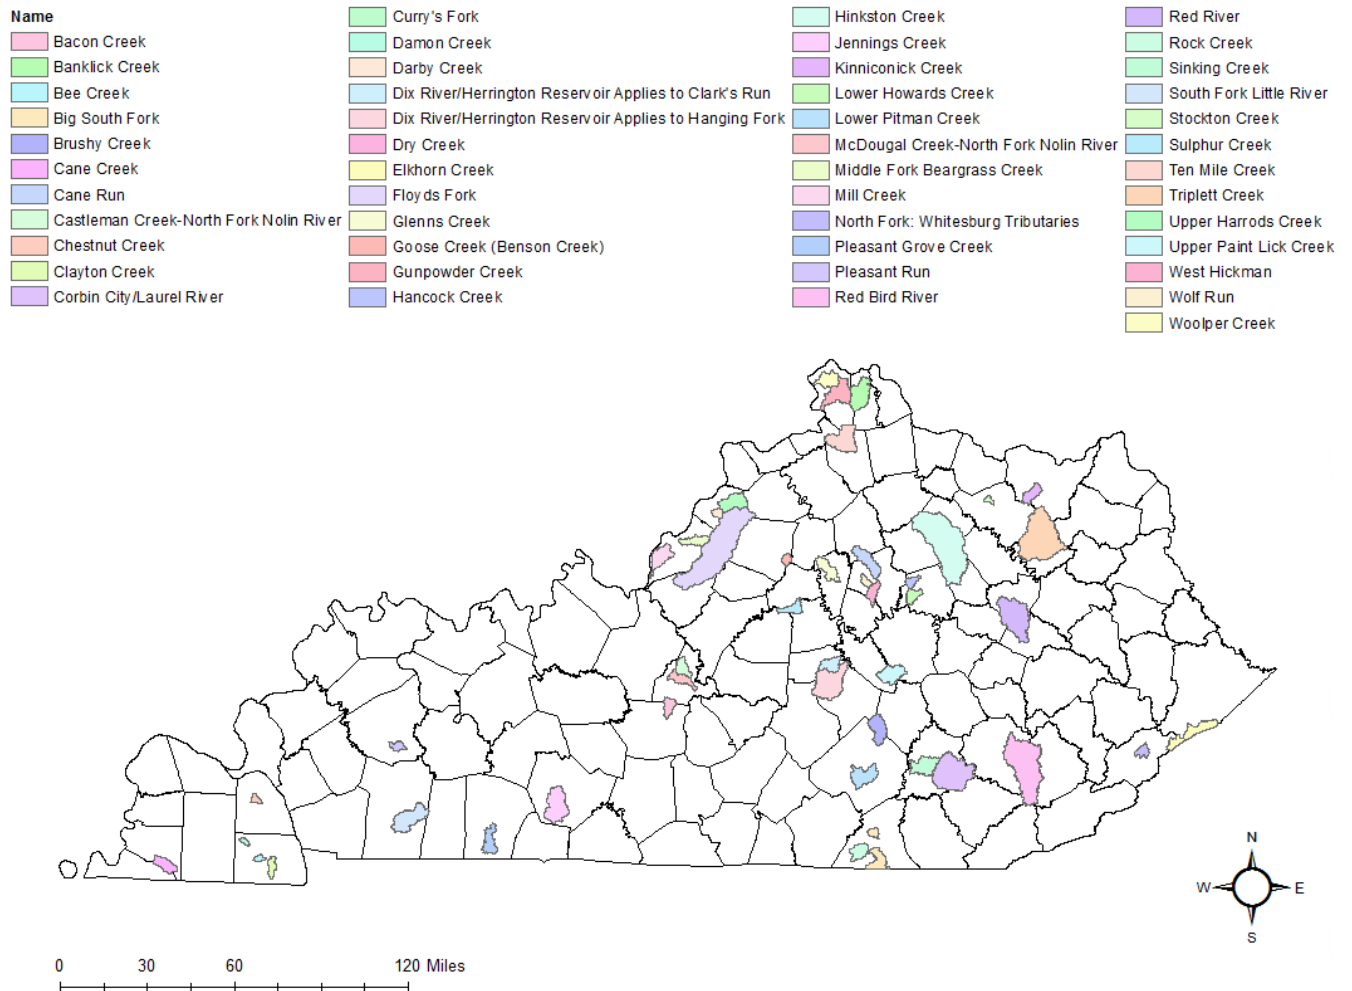 Name
Bacon Creek
Banklick Creek
Bee Creek
Big South Fork
Brushy Creek
Cane Creek
Cane Run
Castleman Creek-North Fork Nolin River
Chestnut Creek
Clayton Creek
Corbin City/Laurel River
Curry's Fork
Damon Creek
Darby Creek
Dix River/Herrington Reservoir Applies to Clark's Run
Dix River/Herrington Reservoir Applies to Hanging Fork
Dry Creek
Elkhorn Creek
Floyds Fork
Glenns Creek
Goose Creek (Benson Creek)
Gunpowder Creek
Hancock Creek
Hinkston Creek
Jennings Creek
Kinniconick Creek
Lower Howards Creek
Lower Pitman Creek
McDougal Creek-North Fork Nolin River
Middle Fork Beargrass Creek
Mill Creek
North Fork: Whitesburg Tributaries
Pleasant Grove Creek
Pleasant Run
Red Bird River
Red River
Rock Creek
Sinking Creek
South Fork Little River
Stockton Creek
Sulphur Creek
Ten Mile Creek
Triplett Creek
Upper Harrods Creek
Upper Paint Lick Creek
West Hickman
Wolf Run
Woolper Creek
N
W E
S
0 30 60 120 Miles